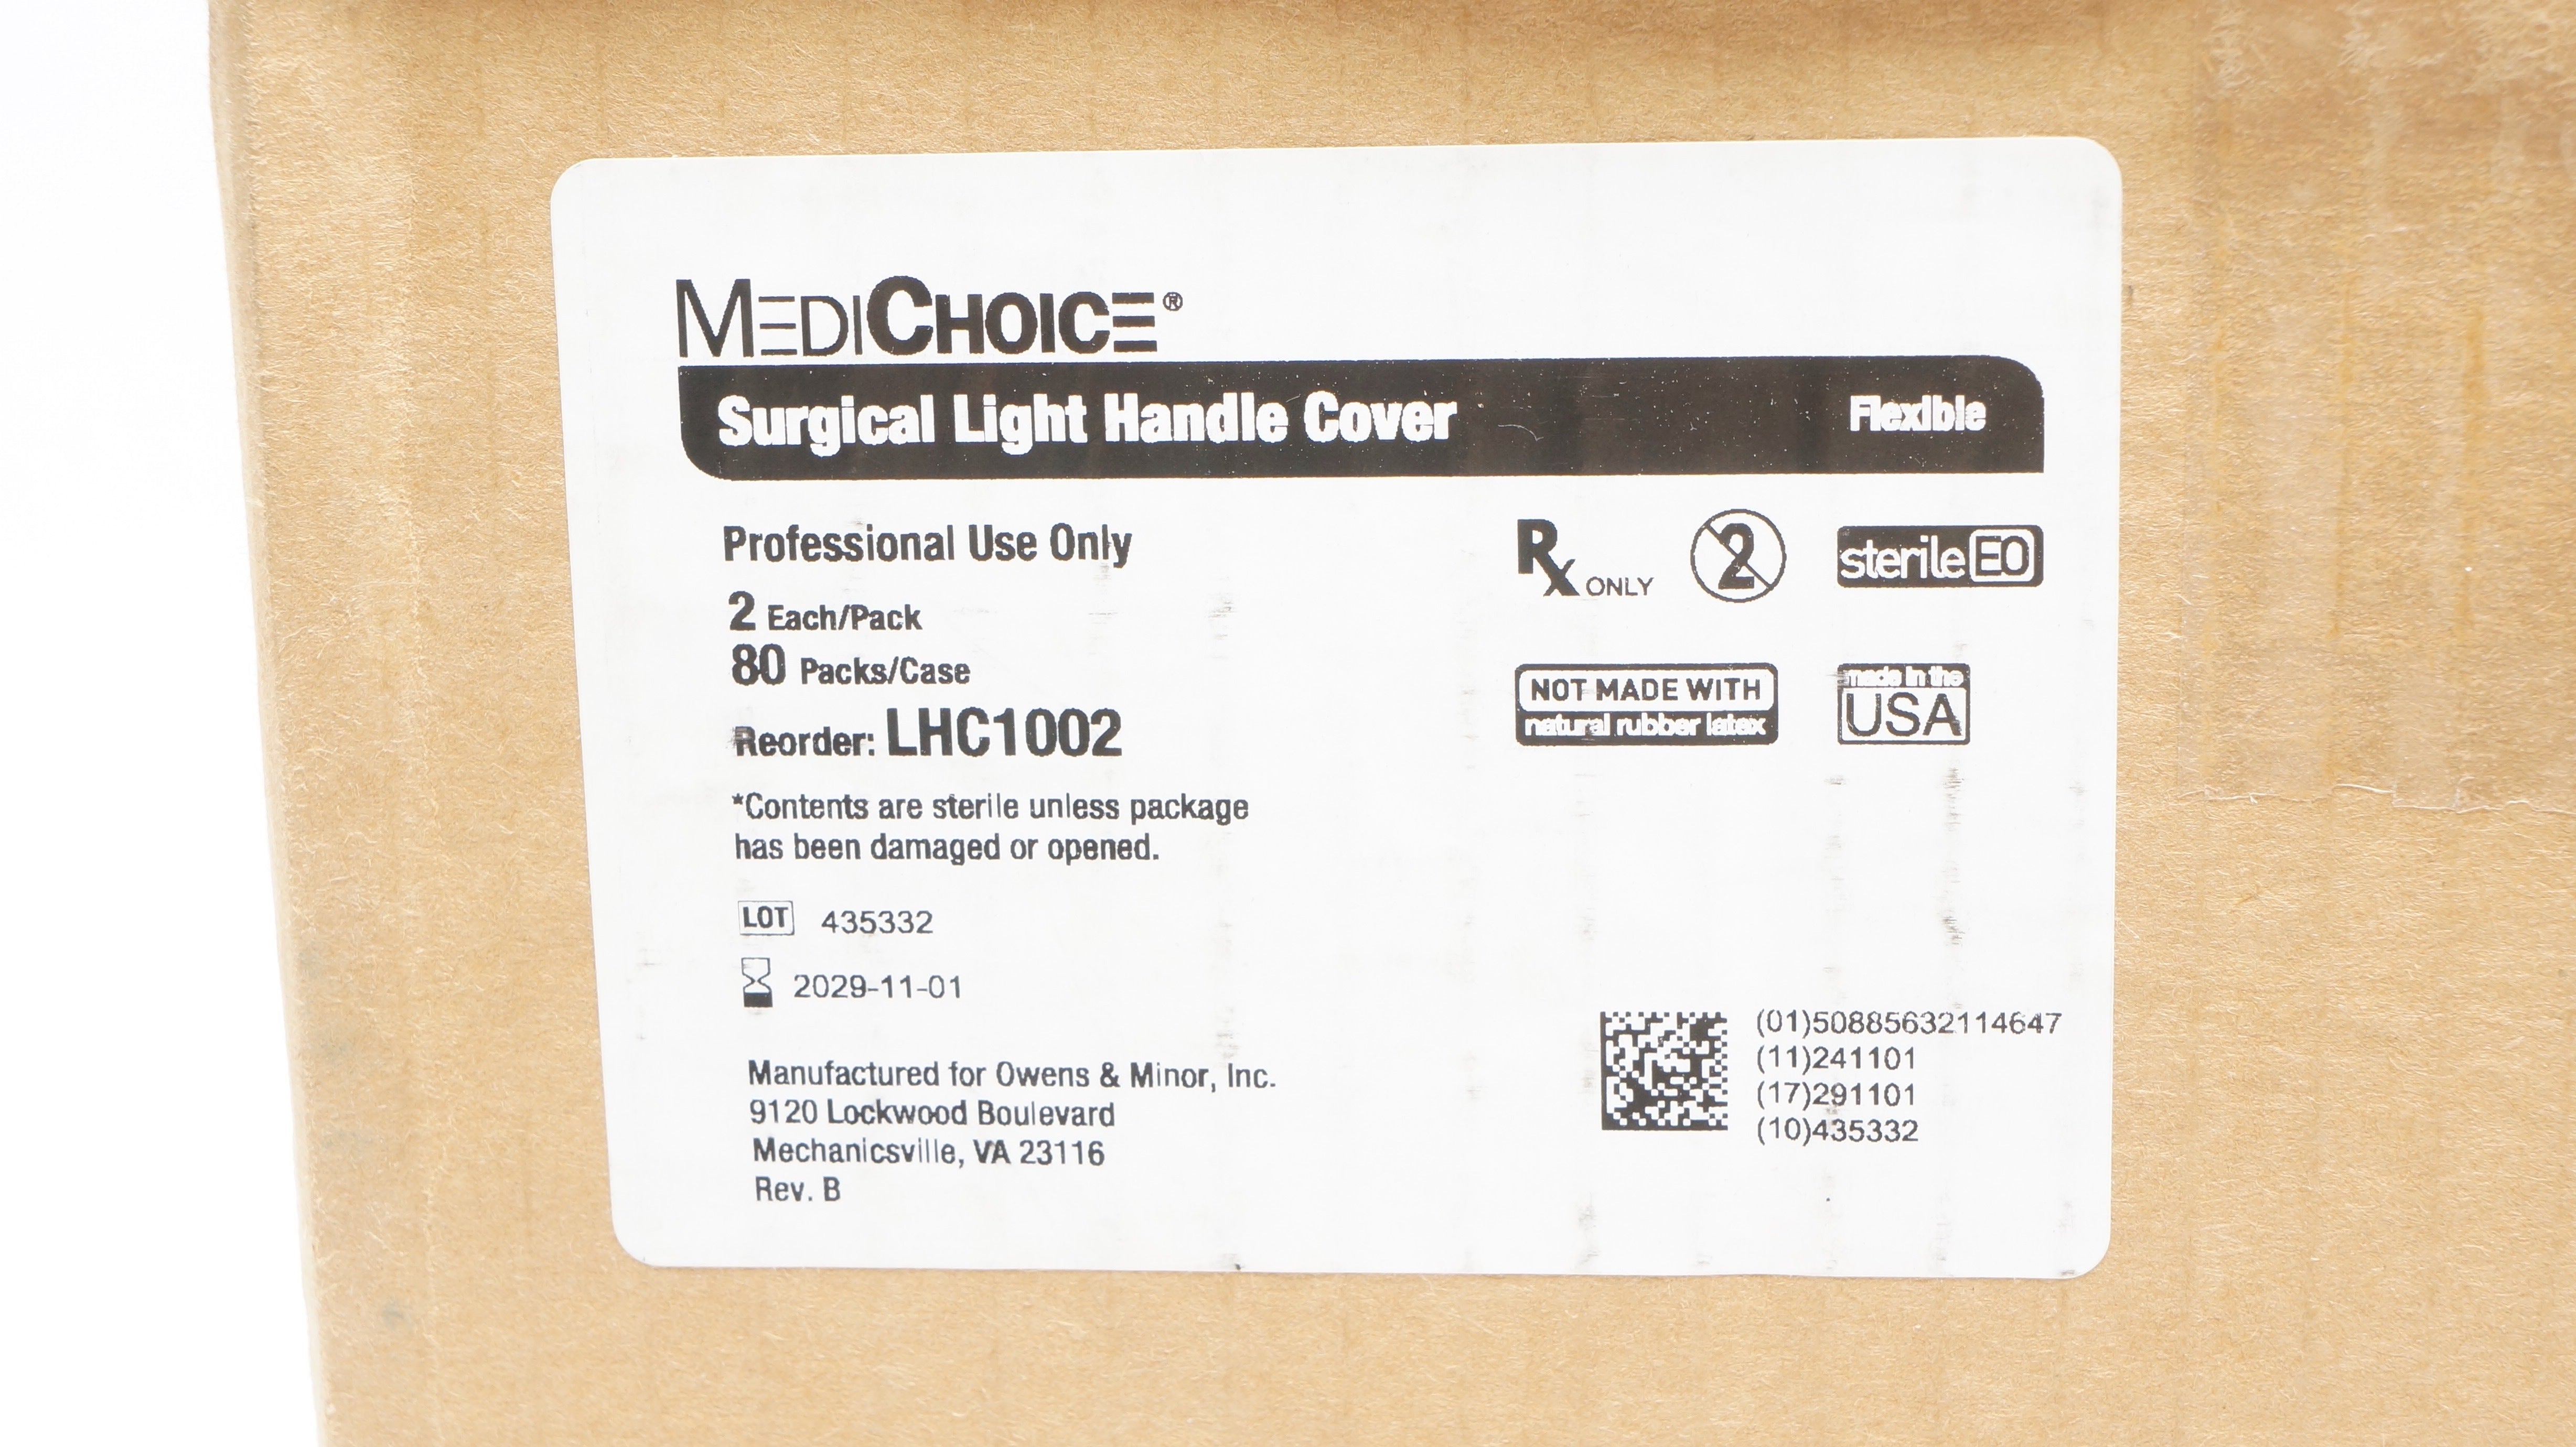 MEDICHOICE®
Surgical Light Handle Cover Flexible
Professional Use Only
2 Each/Pack
80 Packs/Case
Reorder: LHC1002
*Contents are sterile unless package
has been damaged or opened.
LOT 435332
2029-11-01
Manufactured for Owens & Minor, Inc.
9120 Lockwood Boulevard
Mechanicsville, VA 23116
Rev. B
Rx ONLY
2
sterile EO
NOT MADE WITH
natural rubber latex
made in the
USA
(01)50885632114647
(11)241101
(17)291101
(10)435332